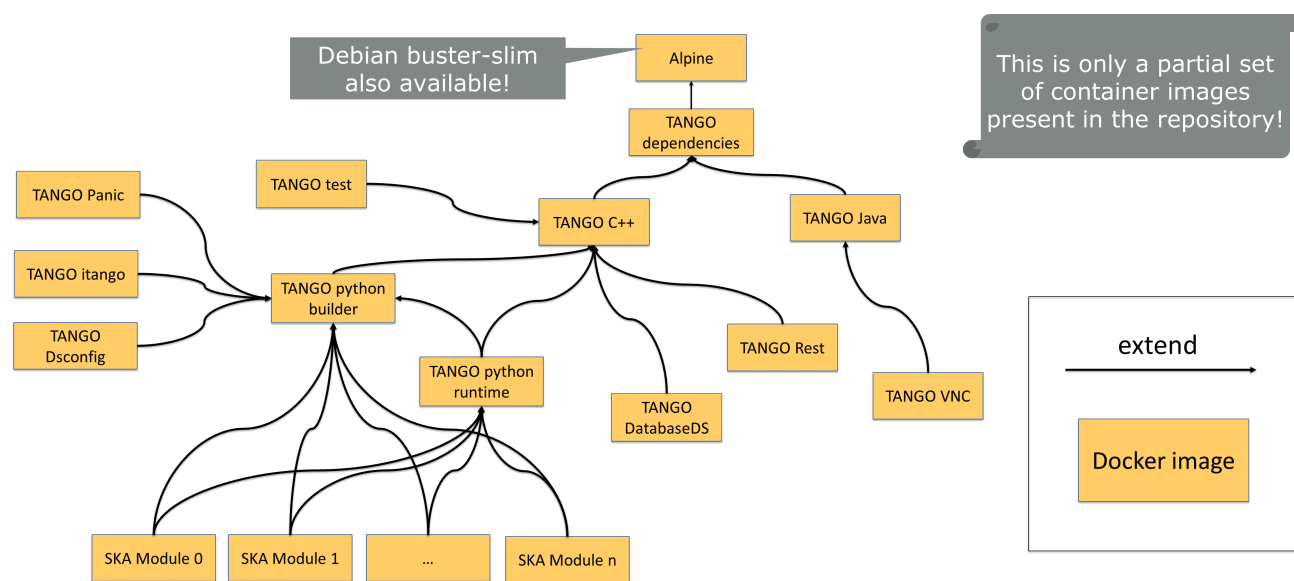 Debian buster-slim
also available!
Alpine
This is only a partial set
of container images
present in the repository!
TANGO
dependencies
TANGO Panic
TANGO test
TANGO C++
TANGO Java
TANGO itango
TANGO python
builder
TANGO
Dsconfig
TANGO python
runtime
TANGO Rest
TANGO
DatabaseDS
TANGO VNC
extend
Docker image
SKA Module 0
SKA Module 1
...
SKA Module n